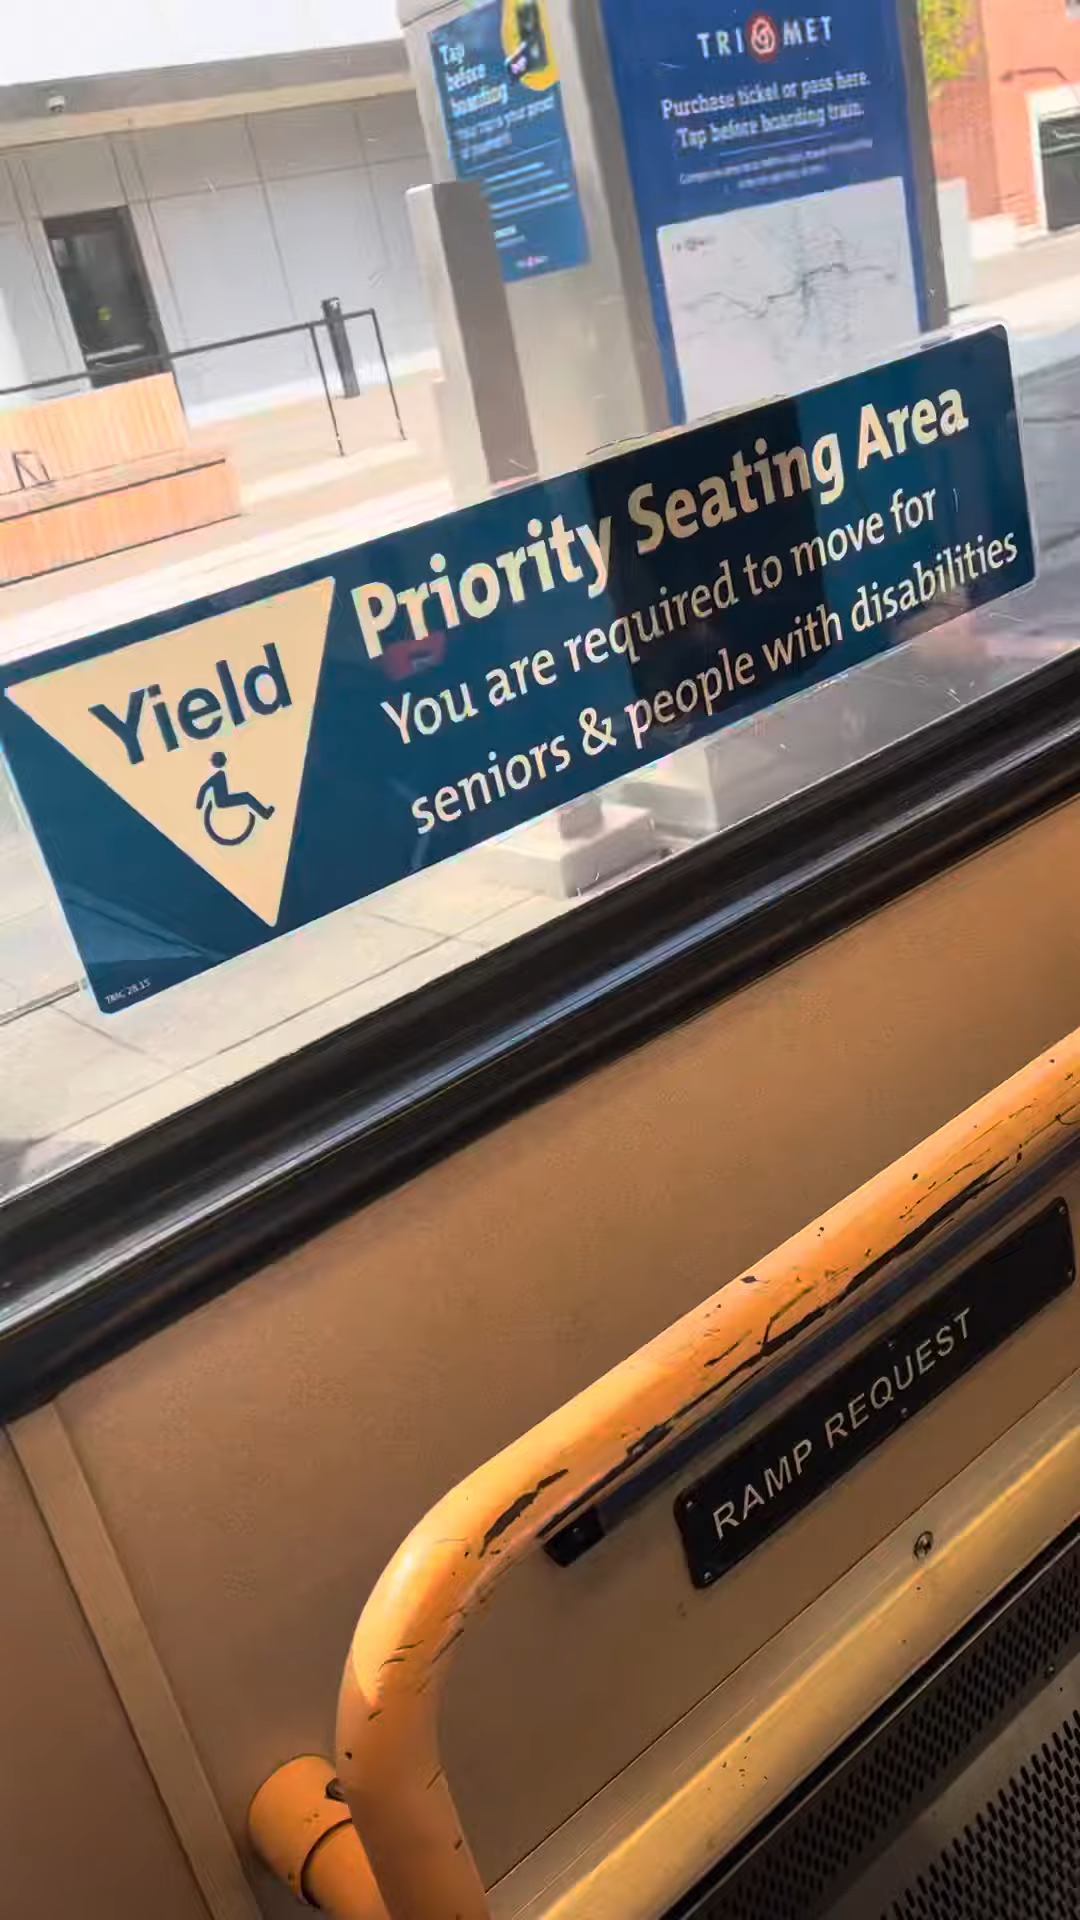 Tap
before
boarding
TRI MET
Purchase ticket or pass here.
Tap before boarding train.
Yield
Priority Seating Area
You are required to move for
seniors & people with disabilities
RAMP REQUEST